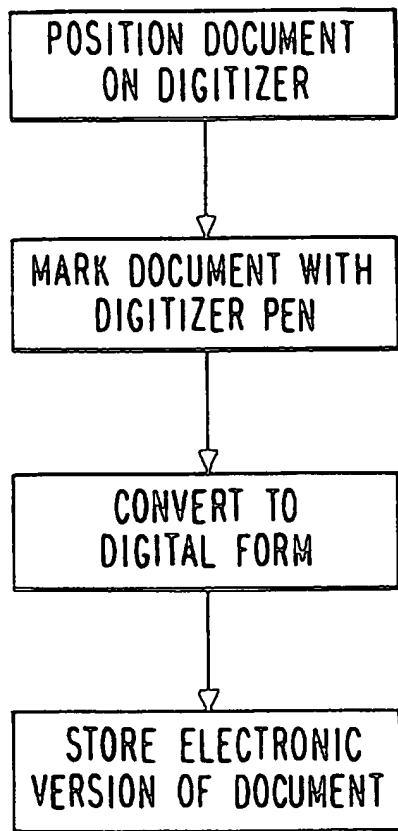 POSITION DOCUMENT
ON DIGITIZER
MARK DOCUMENT WITH
DIGITIZER PEN
CONVERT TO
DIGITAL FORM
STORE ELECTRONIC
VERSION OF DOCUMENT